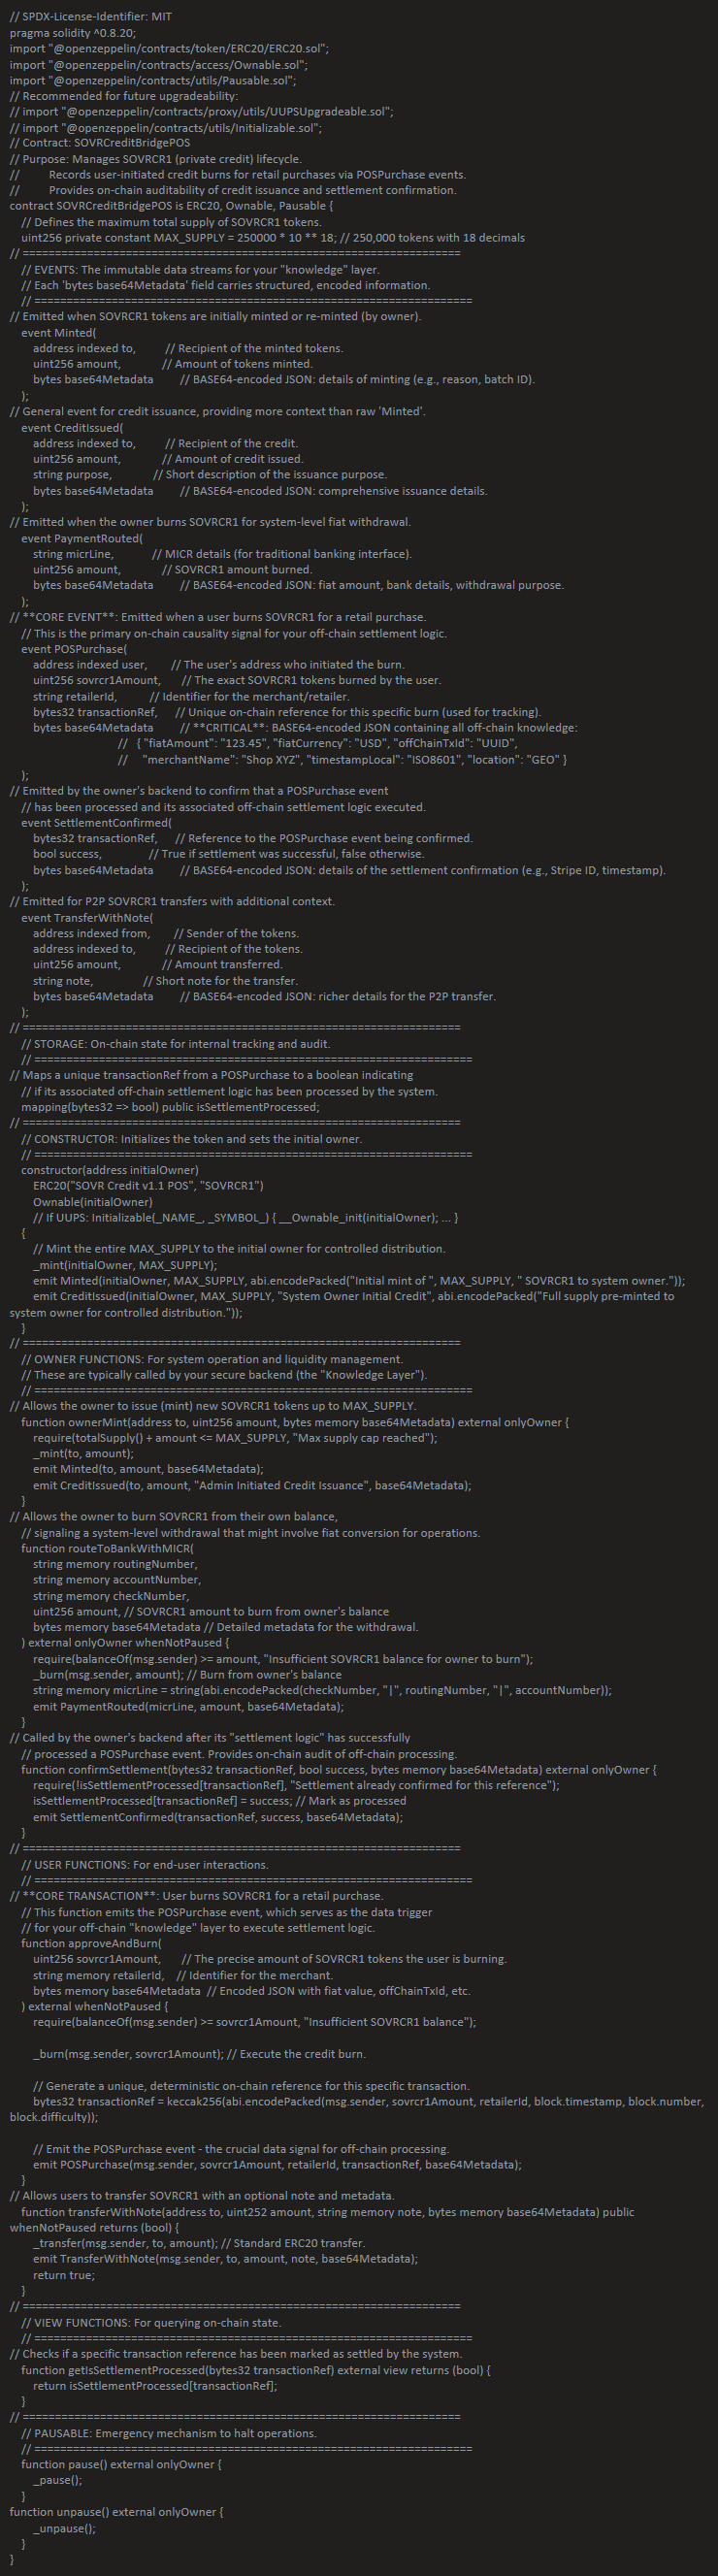 // SPDX-License-Identifier: MIT
pragma solidity ^0.8.20;
import "@openzeppelin/contracts/token/ERC20/ERC20.sol";
import "@openzeppelin/contracts/access/Ownable.sol";
import "@openzeppelin/contracts/utils/Pausable.sol";
// Recommended for future upgradeability:
// import "@openzeppelin/contracts/proxy/utils/UUPSUpgradeable.sol";
// import "@openzeppelin/contracts/utils/Initializable.sol";
// Contract: SOVRCreditBridgePOS
// Purpose: Manages SOVRCR1 (private credit) lifecycle.
// Records user-initiated credit burns for retail purchases via POSPurchase events.
// Provides on-chain auditability of credit issuance and settlement confirmation.
contract SOVRCreditBridgePOS is ERC20, Ownable, Pausable {
// Defines the maximum total supply of SOVRCR1 tokens.
uint256 private constant MAX_SUPPLY = 250000 * 10 ** 18; // 250,000 tokens with 18 decimals
// ====================================================================
// EVENTS: The immutable data streams for your "knowledge" layer.
// Each 'bytes base64Metadata' field carries structured, encoded information.
// ====================================================================
// Emitted when SOVRCR1 tokens are initially minted or re-minted (by owner).
event Minted(
address indexed to, // Recipient of the minted tokens.
uint256 amount, // Amount of tokens minted.
bytes base64Metadata // BASE64-encoded JSON: details of minting (e.g., reason, batch ID).
);
// General event for credit issuance, providing more context than raw 'Minted'.
event CreditIssued(
address indexed to, // Recipient of the credit.
uint256 amount, // Amount of credit issued.
string purpose, // Short description of the issuance purpose.
bytes base64Metadata // BASE64-encoded JSON: comprehensive issuance details.
);
// Emitted when the owner burns SOVRCR1 for system-level fiat withdrawal.
event PaymentRouted(
string micrLine, // MICR details (for traditional banking interface).
uint256 amount, // SOVRCR1 amount burned.
bytes base64Metadata // BASE64-encoded JSON: fiat amount, bank details, withdrawal purpose.
);
// **CORE EVENT**: Emitted when a user burns SOVRCR1 for a retail purchase.
// This is the primary on-chain causality signal for your off-chain settlement logic.
event POSPurchase(
address indexed user, // The user's address who initiated the burn.
uint256 sovrcr1Amount, // The exact SOVRCR1 tokens burned by the user.
string retailerId, // Identifier for the merchant/retailer.
bytes32 transactionRef, // Unique on-chain reference for this specific burn (used for tracking).
bytes base64Metadata // **CRITICAL**: BASE64-encoded JSON containing all off-chain knowledge:
// { "fiatAmount": "123.45", "fiatCurrency": "USD", "offChainTxId": "UUID",
// "merchantName": "Shop XYZ", "timestampLocal": "ISO8601", "location": "GEO" }
);
// Emitted by the owner's backend to confirm that a POSPurchase event
// has been processed and its associated off-chain settlement logic executed.
event SettlementConfirmed(
bytes32 transactionRef, // Reference to the POSPurchase event being confirmed.
bool success, // True if settlement was successful, false otherwise.
bytes base64Metadata // BASE64-encoded JSON: details of the settlement confirmation (e.g., Stripe ID, timestamp).
);
// Emitted for P2P SOVRCR1 transfers with additional context.
event TransferWithNote(
address indexed from, // Sender of the tokens.
address indexed to, // Recipient of the tokens.
uint256 amount, // Amount transferred.
string note, // Short note for the transfer.
bytes base64Metadata // BASE64-encoded JSON: richer details for the P2P transfer.
);
// ====================================================================
// STORAGE: On-chain state for internal tracking and audit.
// ====================================================================
// Maps a unique transactionRef from a POSPurchase to a boolean indicating
// if its associated off-chain settlement logic has been processed by the system.
mapping(bytes32 => bool) public isSettlementProcessed;
// ====================================================================
// CONSTRUCTOR: Initializes the token and sets the initial owner.
// ====================================================================
constructor(address initialOwner)
ERC20("SOVR Credit v1.1 POS", "SOVRCR1")
Ownable(initialOwner)
// If UUPS: Initializable(_NAME_, _SYMBOL_) { __Ownable_init(initialOwner); ... }
{
// Mint the entire MAX_SUPPLY to the initial owner for controlled distribution.
_mint(initialOwner, MAX_SUPPLY);
emit Minted(initialOwner, MAX_SUPPLY, abi.encodePacked("Initial mint of ", MAX_SUPPLY, " SOVRCR1 to system owner."));
emit CreditIssued(initialOwner, MAX_SUPPLY, "System Owner Initial Credit", abi.encodePacked("Full supply pre-minted to
system owner for controlled distribution."));
}
// ====================================================================
// OWNER FUNCTIONS: For system operation and liquidity management.
// These are typically called by your secure backend (the "Knowledge Layer").
// ====================================================================
// Allows the owner to issue (mint) new SOVRCR1 tokens up to MAX_SUPPLY.
function ownerMint(address to, uint256 amount, bytes memory base64Metadata) external onlyOwner {
require(totalSupply() + amount <= MAX_SUPPLY, "Max supply cap reached");
_mint(to, amount);
emit Minted(to, amount, base64Metadata);
emit CreditIssued(to, amount, "Admin Initiated Credit Issuance", base64Metadata);
}
// Allows the owner to burn SOVRCR1 from their own balance,
// signaling a system-level withdrawal that might involve fiat conversion for operations.
function routeToBankWithMICR(
string memory routingNumber,
string memory accountNumber,
string memory checkNumber,
uint256 amount, // SOVRCR1 amount to burn from owner's balance
bytes memory base64Metadata // Detailed metadata for the withdrawal.
) external onlyOwner whenNotPaused {
require(balanceOf(msg.sender) >= amount, "Insufficient SOVRCR1 balance for owner to burn");
_burn(msg.sender, amount); // Burn from owner's balance
string memory micrLine = string(abi.encodePacked(checkNumber, "|", routingNumber, "|", accountNumber));
emit PaymentRouted(micrLine, amount, base64Metadata);
}
// Called by the owner's backend after its "settlement logic" has successfully
// processed a POSPurchase event. Provides on-chain audit of off-chain processing.
function confirmSettlement(bytes32 transactionRef, bool success, bytes memory base64Metadata) external onlyOwner {
require(!isSettlementProcessed[transactionRef], "Settlement already confirmed for this reference");
isSettlementProcessed[transactionRef] = success; // Mark as processed
emit SettlementConfirmed(transactionRef, success, base64Metadata);
}
// ====================================================================
// USER FUNCTIONS: For end-user interactions.
// ====================================================================
// **CORE TRANSACTION**: User burns SOVRCR1 for a retail purchase.
// This function emits the POSPurchase event, which serves as the data trigger
// for your off-chain "knowledge" layer to execute settlement logic.
function approveAndBurn(
uint256 sovrcr1Amount, // The precise amount of SOVRCR1 tokens the user is burning.
string memory retailerId, // Identifier for the merchant.
bytes memory base64Metadata // Encoded JSON with fiat value, offChainTxId, etc.
) external whenNotPaused {
require(balanceOf(msg.sender) >= sovrcr1Amount, "Insufficient SOVRCR1 balance");
_burn(msg.sender, sovrcr1Amount); // Execute the credit burn.
// Generate a unique, deterministic on-chain reference for this specific transaction.
bytes32 transactionRef = keccak256(abi.encodePacked(msg.sender, sovrcr1Amount, retailerId, block.timestamp, block.number,
block.difficulty));
// Emit the POSPurchase event - the crucial data signal for off-chain processing.
emit POSPurchase(msg.sender, sovrcr1Amount, retailerId, transactionRef, base64Metadata);
}
// Allows users to transfer SOVRCR1 with an optional note and metadata.
function transferWithNote(address to, uint252 amount, string memory note, bytes memory base64Metadata) public
whenNotPaused returns (bool) {
_transfer(msg.sender, to, amount); // Standard ERC20 transfer.
emit TransferWithNote(msg.sender, to, amount, note, base64Metadata);
return true;
}
// ====================================================================
// VIEW FUNCTIONS: For querying on-chain state.
// ====================================================================
// Checks if a specific transaction reference has been marked as settled by the system.
function getIsSettlementProcessed(bytes32 transactionRef) external view returns (bool) {
return isSettlementProcessed[transactionRef];
}
// ====================================================================
// PAUSABLE: Emergency mechanism to halt operations.
// ====================================================================
function pause() external onlyOwner {
_pause();
}
function unpause() external onlyOwner {
_unpause();
}
}